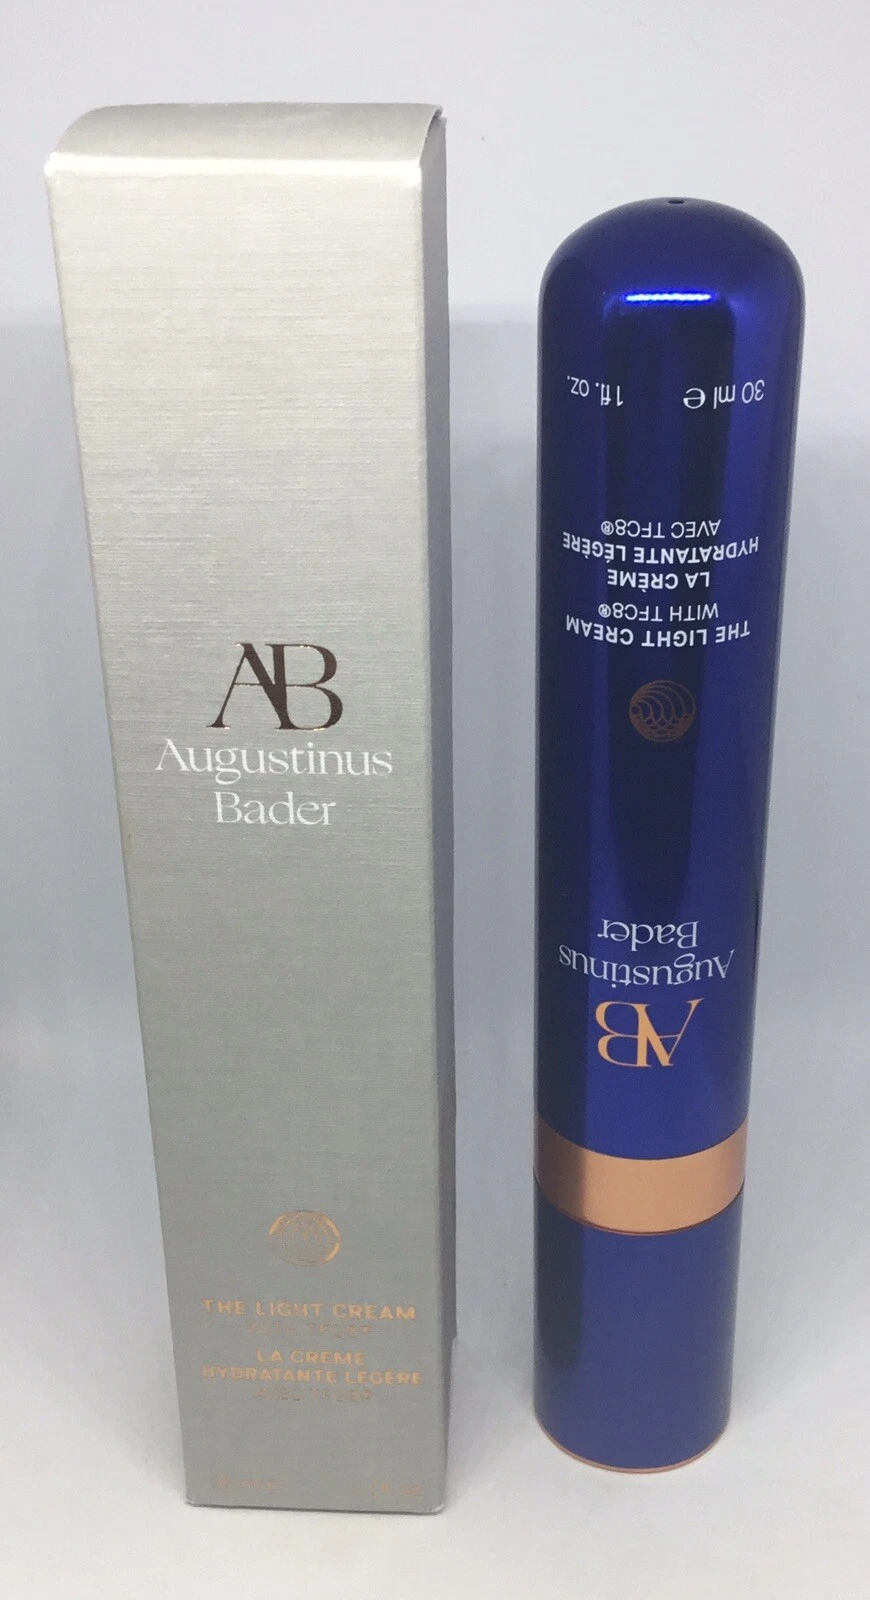 AB
Augustinus
Bader
THE LIGHT CREAM
LA CRÈME
HYDRATANTE LÉGÈRE
AB
Augustinus
Bader
THE LIGHT CREAM
WITH TFC8®
LA CRÈME
HYDRATANTE LÉGÈRE
AVEC TFC8®
30 ml e 1 fl. oz.